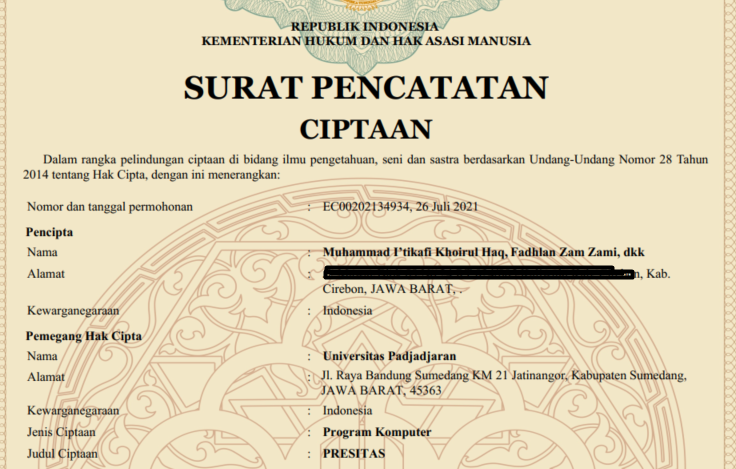 REPUBLIK INDONESIA
KEMENTERIAN HUKUM DAN HAK ASASI MANUSIA
SURAT PENCATATAN
CIPTAAN
Dalam rangka pelindungan ciptaan di bidang ilmu pengetahuan, seni dan sastra berdasarkan Undang-Undang Nomor 28 Tahun
2014 tentang Hak Cipta, dengan ini menerangkan:
Nomor dan tanggal permohonan : EC00202134934, 26 Juli 2021
Pencipta
Nama : Muhammad I'tikafi Khoirul Haq, Fadhlan Zam Zami, dkk
Alamat : , Kab.
Cirebon, JAWA BARAT, .
Kewarganegaraan : Indonesia
Pemegang Hak Cipta
Nama : Universitas Padjadjaran
Alamat : Jl. Raya Bandung Sumedang KM 21 Jatinangor, Kabupaten Sumedang,
JAWA BARAT, 45363
Kewarganegaraan : Indonesia
Jenis Ciptaan : Program Komputer
Judul Ciptaan : PRESITAS